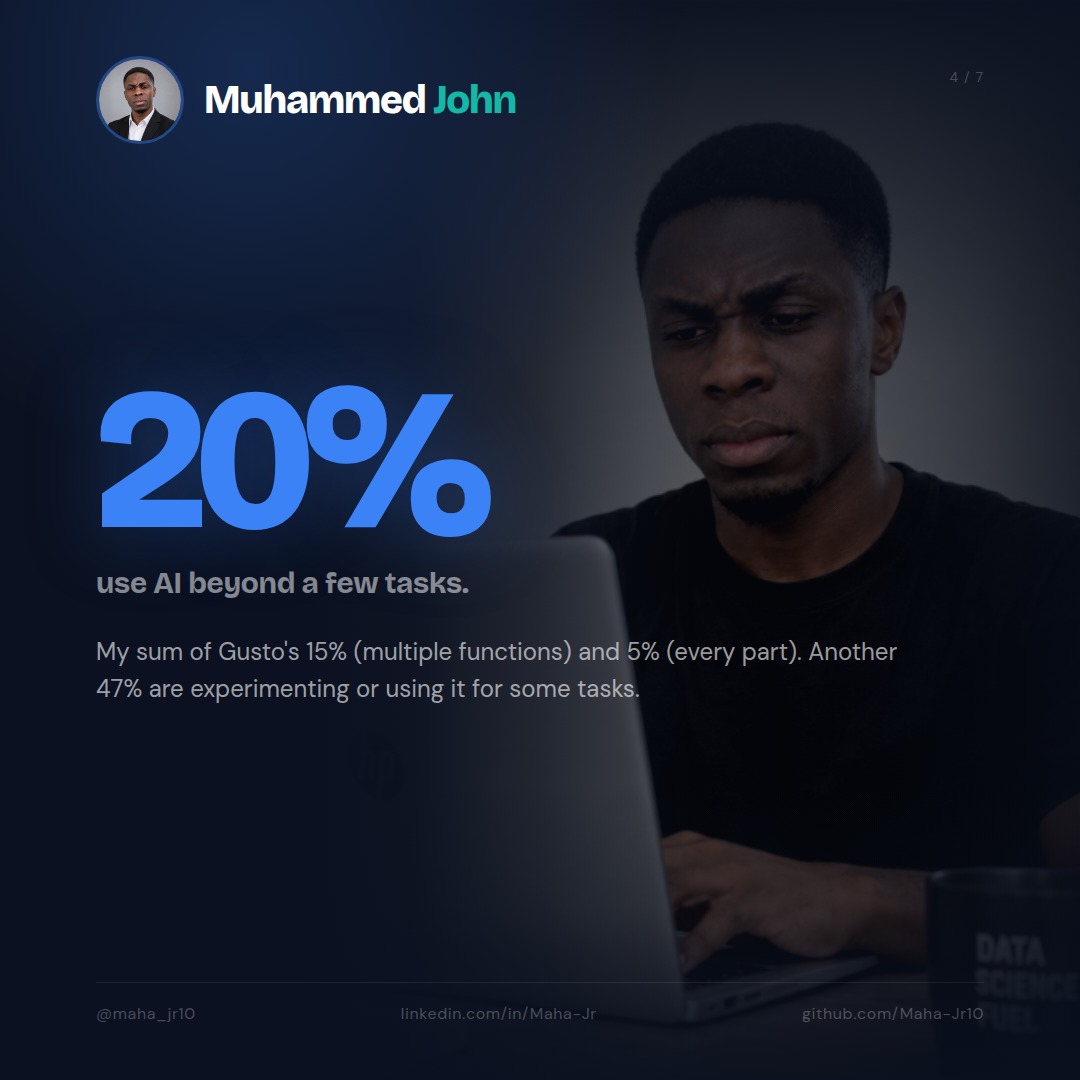 Muhammed John
4 / 7
20%
use AI beyond a few tasks.
My sum of Gusto's 15% (multiple functions) and 5% (every part). Another
47% are experimenting or using it for some tasks.
hp
DATA
SCIENCE
FUEL
@maha_jr10
linkedin.com/in/Maha-Jr
github.com/Maha-Jr10